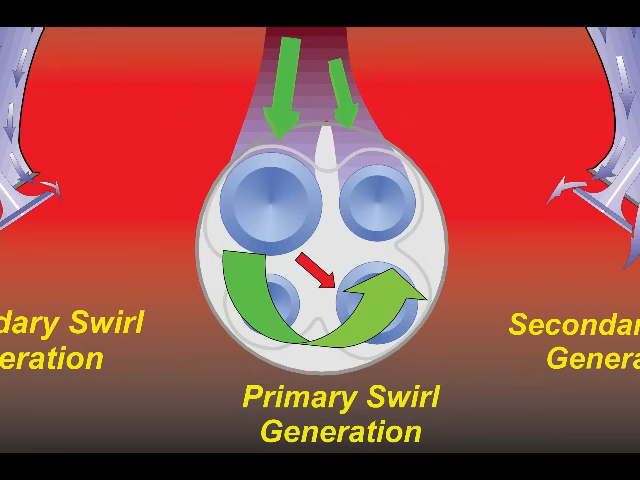 dary Swirl
eration
Primary Swirl
Generation
Secondar
Genera